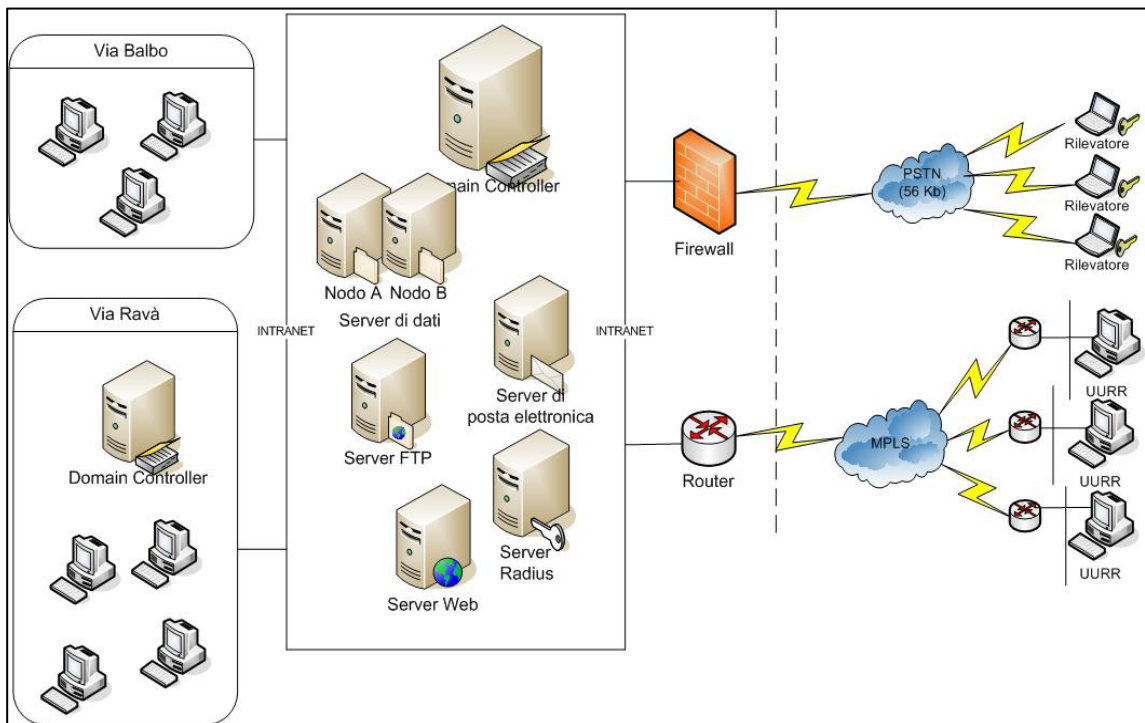 Via Balbo
main Controller
Nodo A
Nodo B
Server di dati
INTRANET
INTRANET
Server di
posta elettronica
Server FTP
Server
Radius
Server Web
Via Ravà
Domain Controller
Firewall
PSTN
(56 Kb)
Rilevatore
Rilevatore
Rilevatore
Router
MPLS
UURR
UURR
UURR